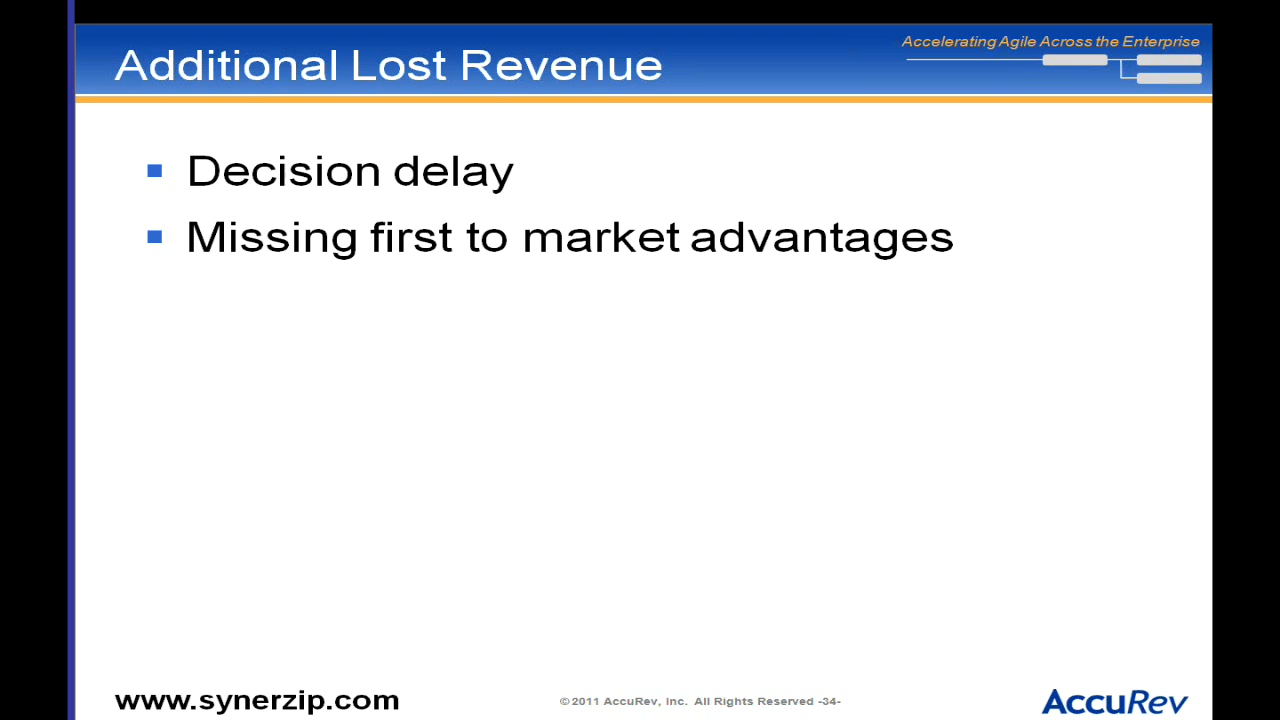 Accelerating Agile Across the Enterprise
Additional Lost Revenue
Decision delay
Missing first to market advantages
www.synerzip.com
©2011 AccuRev, Inc. All Rights Reserved -34-
AccuRev